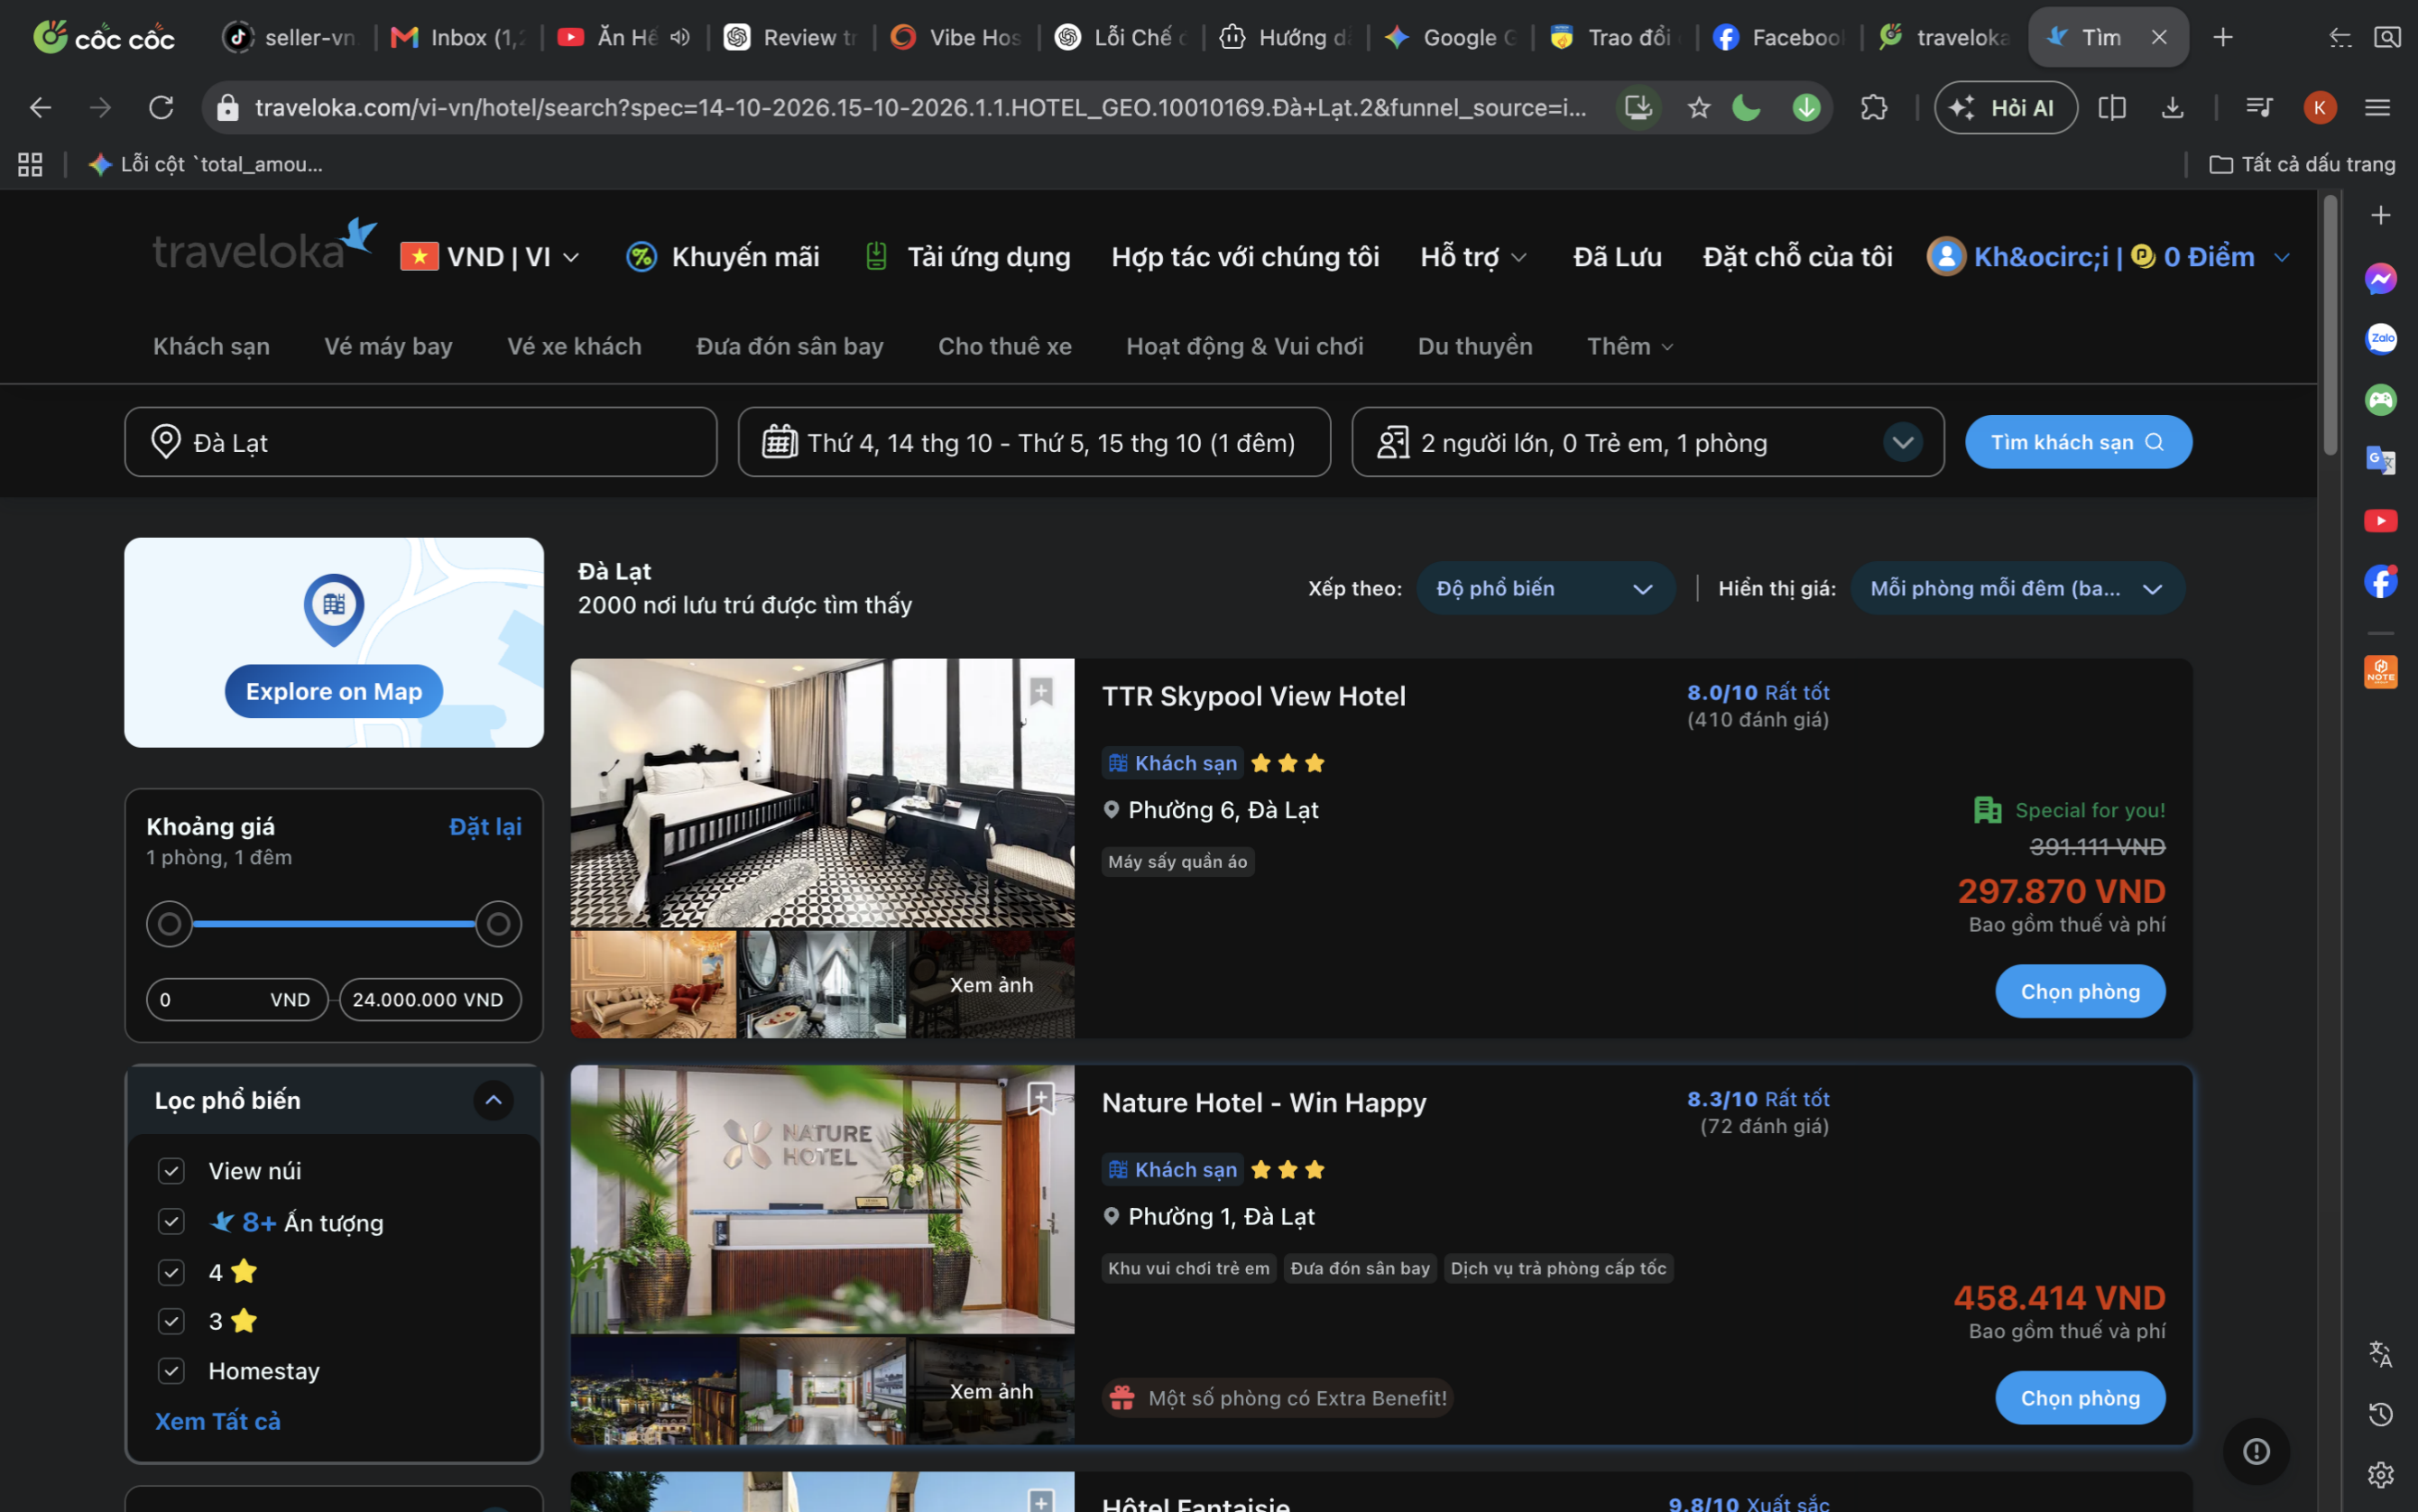 cốc cốc
seller-vn
Inbox (1,
Ăn Hế
Review tr
Vibe Hos
Lỗi Chế
Hướng d
Google
Trao đổi
Facebook
traveloka
Tìm
traveloka.com/vi-vn/hotel/search?spec=14-10-2026.15-10-2026.1.1.HOTEL_GEO.10010169.Đà+Lạt.2&funnel_source=i...
Hỏi AI
K
Lỗi cột `total_amou...
Tất cả dấu trang
traveloka
VND | VI
Khuyến mãi
Tải ứng dụng
Hợp tác với chúng tôi
Hỗ trợ
Đã Lưu
Đặt chỗ của tôi
Kh&ocirc;i | 0 Điểm
Khách sạn
Vé máy bay
Vé xe khách
Đưa đón sân bay
Cho thuê xe
Hoạt động & Vui chơi
Du thuyền
Thêm
Đà Lạt
Thứ 4, 14 thg 10 - Thứ 5, 15 thg 10 (1 đêm)
2 người lớn, 0 Trẻ em, 1 phòng
Tìm khách sạn
Explore on Map
Đà Lạt
2000 nơi lưu trú được tìm thấy
Xếp theo:
Độ phổ biến
Hiển thị giá:
Mỗi phòng mỗi đêm (ba...
Khoảng giá
Đặt lại
1 phòng, 1 đêm
0 VND
24.000.000 VND
Lọc phổ biến
View núi
8+ Ấn tượng
4
3
Homestay
Xem Tất cả
TTR Skypool View Hotel
8.0/10 Rất tốt
(410 đánh giá)
Khách sạn
Phường 6, Đà Lạt
Máy sấy quần áo
Special for you!
391.111 VND
297.870 VND
Bao gồm thuế và phí
Xem ảnh
Chọn phòng
NATURE
HOTEL
Nature Hotel - Win Happy
8.3/10 Rất tốt
(72 đánh giá)
Khách sạn
Phường 1, Đà Lạt
Khu vui chơi trẻ em
Đưa đón sân bay
Dịch vụ trả phòng cấp tốc
458.414 VND
Bao gồm thuế và phí
Xem ảnh
Một số phòng có Extra Benefit!
Chọn phòng
Hôtel Fantaisie
9.8/10 Xuất sắc
Zalo
NOTE